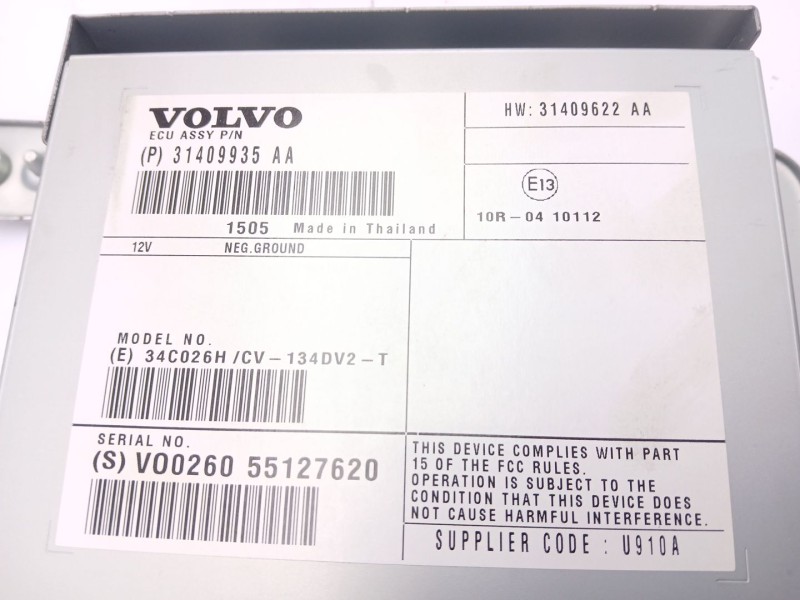 VOLVO
ECU ASSY P/N
(P) 31409935 AA
1505 Made in Thailand
HW: 31409622 AA
E13
10R-04 10112
12V NEG.GROUND
MODEL NO.
(E) 34C026H/CV-134DV2-T
SERIAL NO.
(S) VO0260 55127620
THIS DEVICE COMPLIES WITH PART
15 OF THE FCC RULES.
OPERATION IS SUBJECT TO THE
CONDITION THAT THIS DEVICE DOES
NOT CAUSE HARMFUL INTERFERENCE.
SUPPLIER CODE : U910A